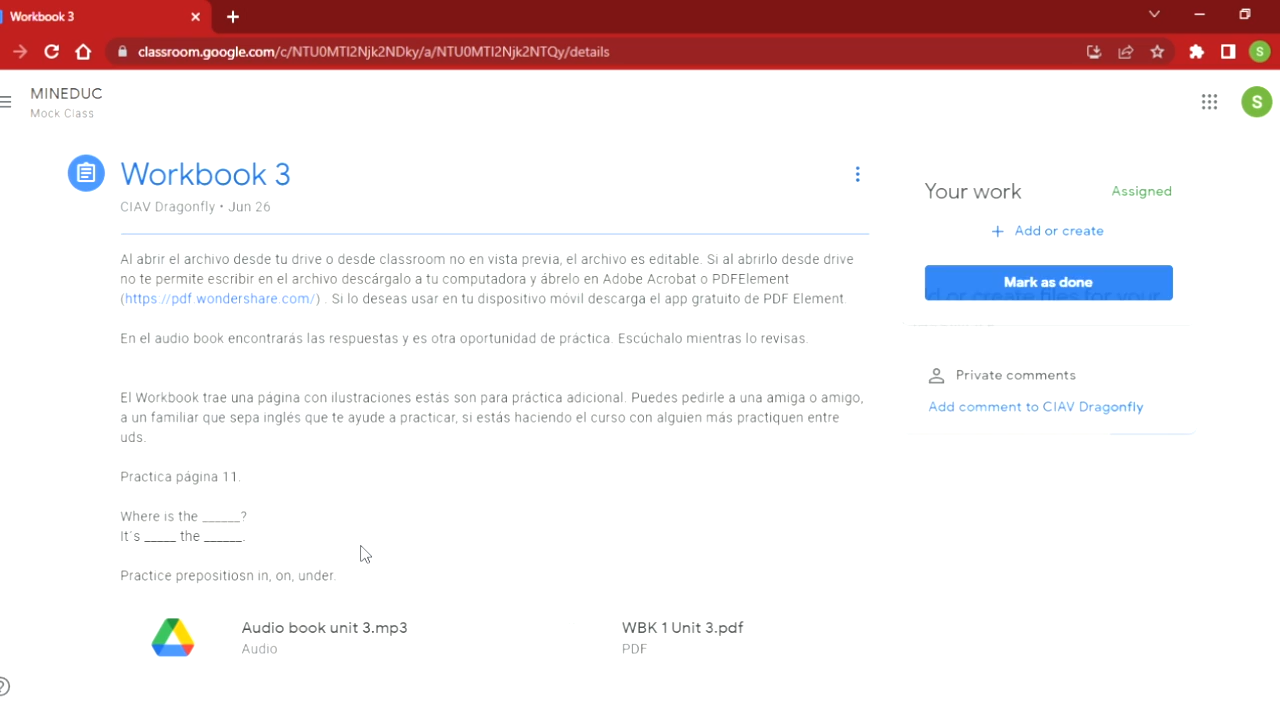 Workbook 3
classroom.google.com/c/NTU0MTI2Njk2NDky/a/NTU0MTI2Njk2NTQy/details
S
MINEDUC
Mock Class
S
Workbook 3
CIAV Dragonfly • Jun 26
Al abrir el archivo desde tu drive o desde classroom no en vista previa, el archivo es editable. Si al abrirlo desde drive
no te permite escribir en el archivo descárgalo a tu computadora y ábrelo en Adobe Acrobat o PDFElement
(https://pdf.wondershare.com/) . Si lo deseas usar en tu dispositivo móvil descarga el app gratuito de PDF Element.
En el audio book encontrarás las respuestas y es otra oportunidad de práctica. Escúchalo mientras lo revisas.
El Workbook trae una página con ilustraciones estás son para práctica adicional. Puedes pedirle a una amiga o amigo,
a un familiar que sepa inglés que te ayude a practicar, si estás haciendo el curso con alguien más practiquen entre
uds.
Practica página 11.
Where is the ______?
It´s _____ the ______.
Practice prepositiosn in, on, under.
Audio book unit 3.mp3
Audio
WBK 1 Unit 3.pdf
PDF
Your work
Assigned
+ Add or create
Mark as done
or create files for your
Private comments
Add comment to CIAV Dragonfly